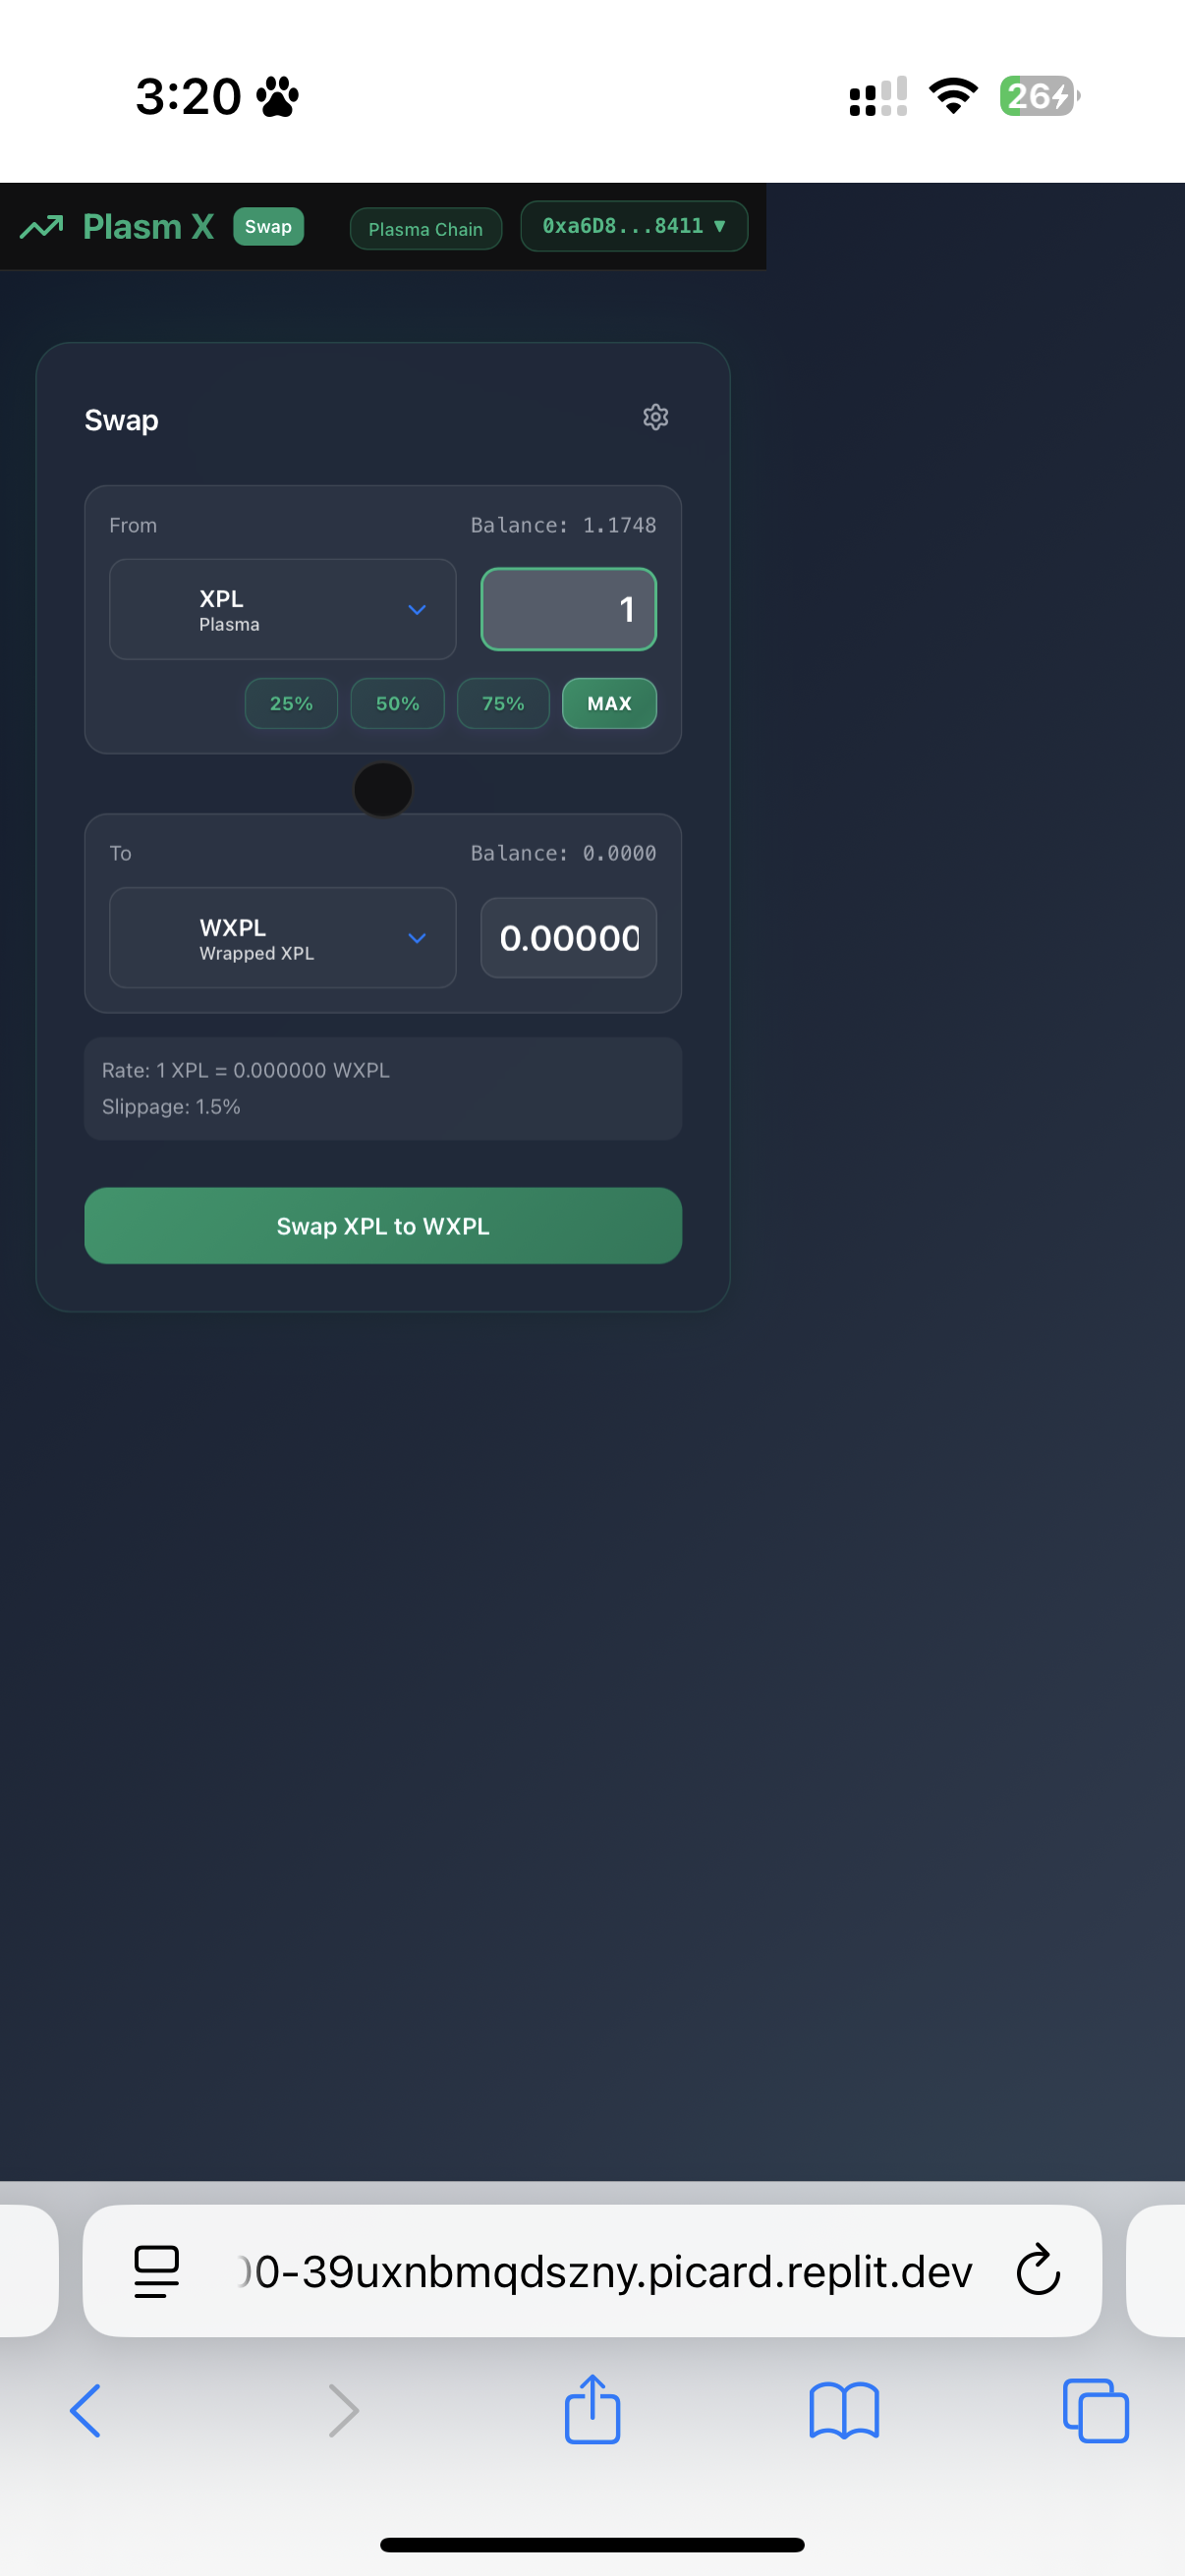 3:20
26
Plasm X
Swap
Plasma Chain
0xa6D8...8411 ▼
Swap
From
Balance: 1.1748
XPL
Plasma
1
25%
50%
75%
MAX
To
Balance: 0.0000
WXPL
Wrapped XPL
0.00000
Rate: 1 XPL = 0.000000 WXPL
Slippage: 1.5%
Swap XPL to WXPL
0-39uxnbmqdszny.picard.replit.dev